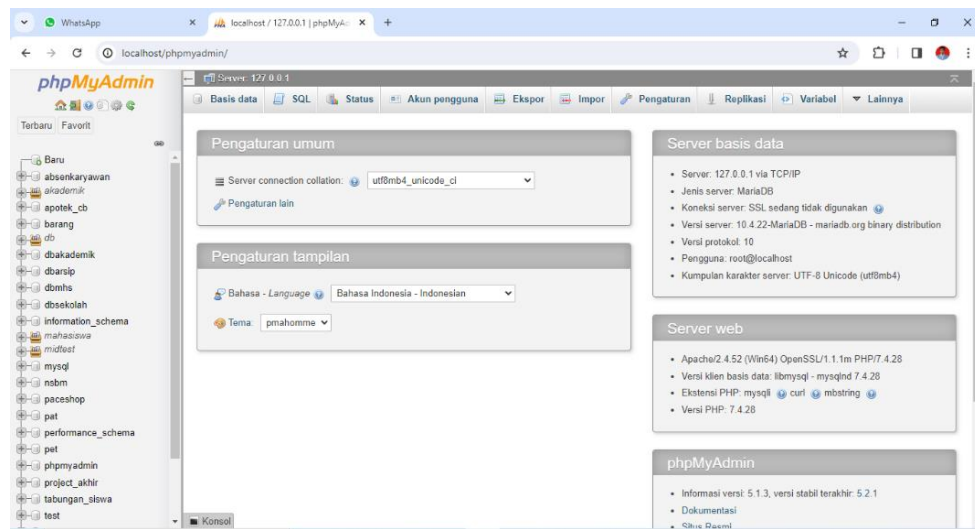 WhatsApp
localhost / 127.0.0.1 | phpMyAd
localhost/phpmyadmin/
phpMyAdmin
Terbaru Favorit
Baru
absenkaryawan
akademik
apotek_cb
barang
db
dbakademik
dbarsip
dbmhs
dbsekolah
information_schema
mahasiswa
midtest
mysql
nsbm
paceshop
pat
performance_schema
pet
phpmyadmin
project_akhir
tabungan_siswa
test
Server: 127.0.0.1
Basis data SQL Status Akun pengguna Ekspor Impor Pengaturan Replikasi Variabel Lainnya
Pengaturan umum
Server connection collation: utf8mb4_unicode_ci
Pengaturan lain
Pengaturan tampilan
Bahasa - Language Bahasa Indonesia - Indonesian
Tema: pmahomme
Server basis data
• Server: 127.0.0.1 via TCP/IP
• Jenis server: MariaDB
• Koneksi server: SSL sedang tidak digunakan
• Versi server: 10.4.22-MariaDB - mariadb.org binary distribution
• Versi protokol: 10
• Pengguna: root@localhost
• Kumpulan karakter server: UTF-8 Unicode (utf8mb4)
Server web
• Apache/2.4.52 (Win64) OpenSSL/1.1.1m PHP/7.4.28
• Versi klien basis data: libmysql - mysqlnd 7.4.28
• Ekstensi PHP: mysqli curl mbstring
• Versi PHP: 7.4.28
phpMyAdmin
• Informasi versi: 5.1.3, versi stabil terakhir: 5.2.1
• Dokumentasi
• Situs Resmi
Konsol